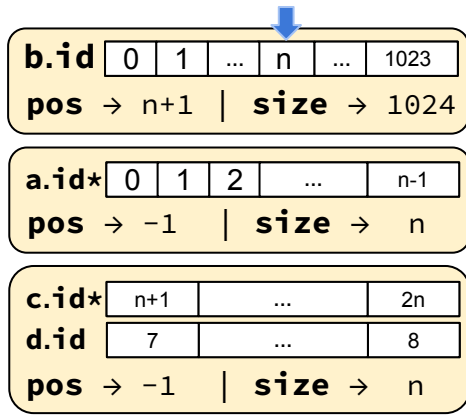 b.id 0 1 ... n ... 1023
pos → n+1 | size → 1024
a.id* 0 1 2 ... n-1
pos → -1 | size → n
c.id* n+1 ... 2n
d.id 7 ... 8
pos → -1 | size → n